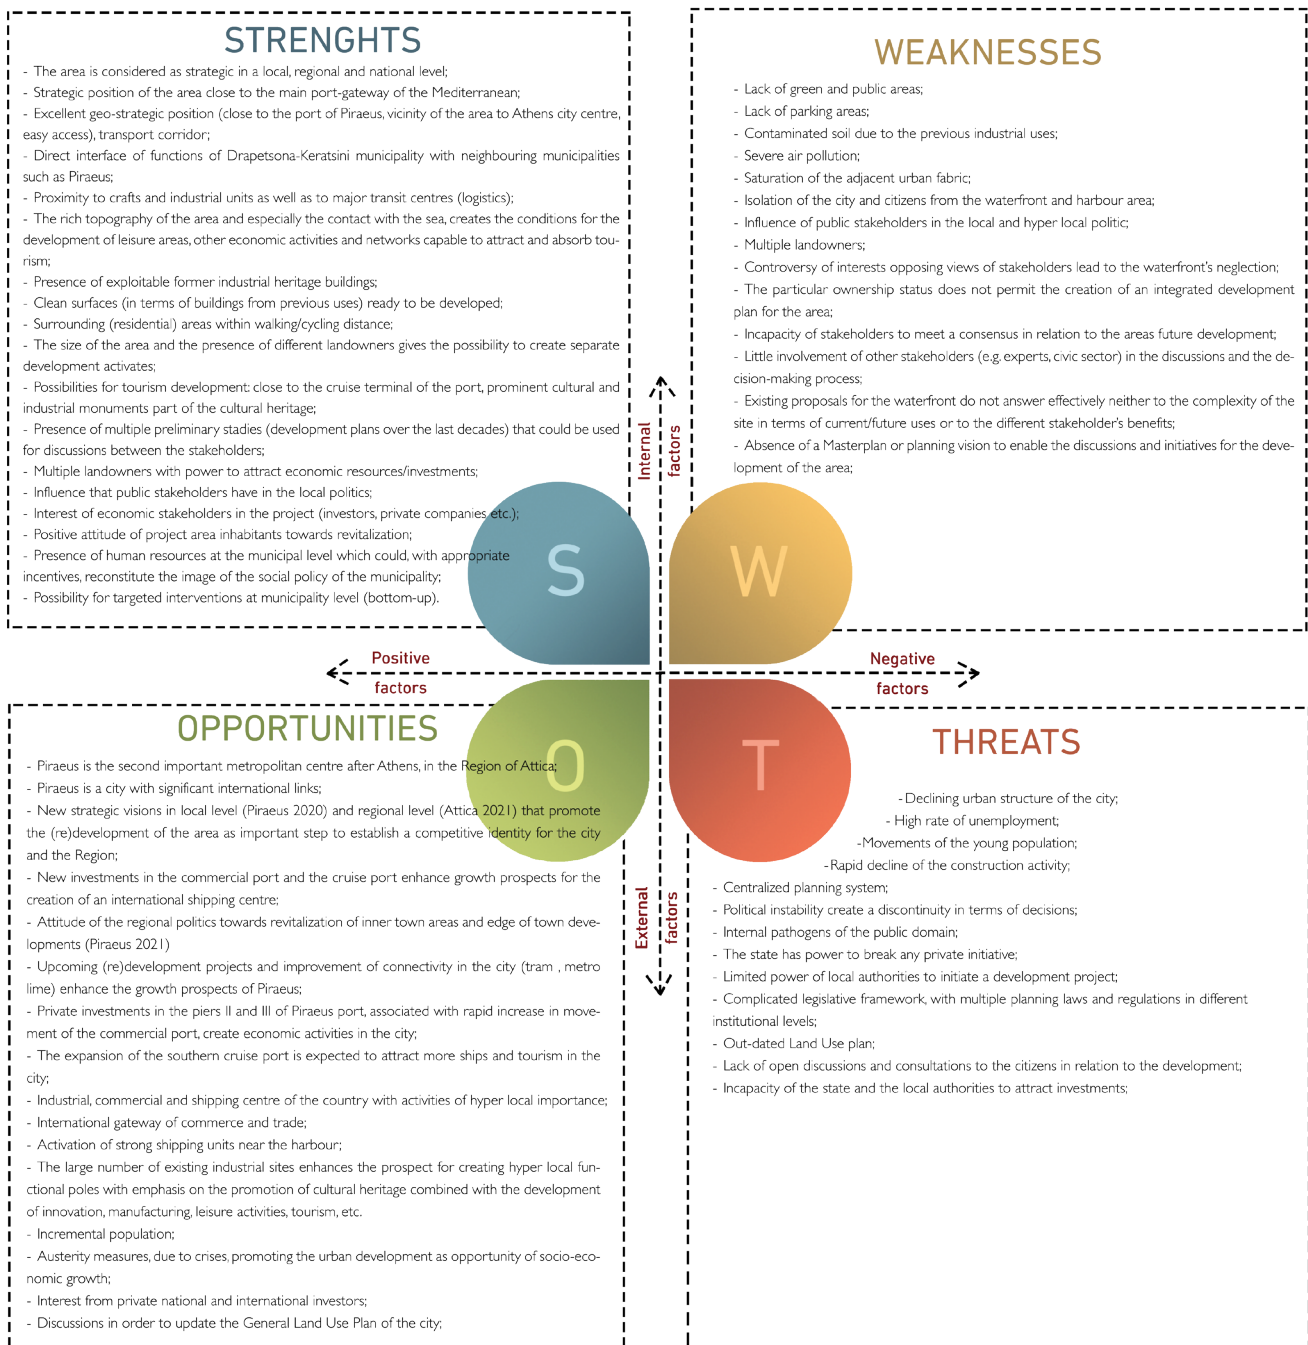 STRENGHTS
- The area is considered as strategic in a local, regional and national level;
- Strategic position of the area close to the main port-gateway of the Mediterranean;
- Excellent geo-strategic position (close to the port of Piraeus, vicinity of the area to Athens city centre,
easy access), transport corridor;
- Direct interface of functions of Drapetsona-Keratsini municipality with neighbouring municipalities
such as Piraeus;
- Proximity to crafts and industrial units as well as to major transit centres (logistics);
- The rich topography of the area and especially the contact with the sea, creates the conditions for the
development of leisure areas, other economic activities and networks capable to attract and absorb tou-
rism;
- Presence of exploitable former industrial heritage buildings;
- Clean surfaces (in terms of buildings from previous uses) ready to be developed;
- Surrounding (residential) areas within walking/cycling distance;
- The size of the area and the presence of different landowners gives the possibility to create separate
development activates;
- Possibilities for tourism development: close to the cruise terminal of the port, prominent cultural and
industrial monuments part of the cultural heritage;
- Presence of multiple preliminary stadies (development plans over the last decades) that could be used
for discussions between the stakeholders;
- Multiple landowners with power to attract economic resources/investments;
- Influence that public stakeholders have in the local politics;
- Interest of economic stakeholders in the project (investors, private companies etc.);
- Positive attitude of project area inhabitants towards revitalization;
- Presence of human resources at the municipal level which could, with appropriate
incentives, reconstitute the image of the social policy of the municipality;
- Possibility for targeted interventions at municipality level (bottom-up).
WEAKNESSES
- Lack of green and public areas;
- Lack of parking areas;
- Contaminated soil due to the previous industrial uses;
- Severe air pollution;
- Saturation of the adjacent urban fabric;
- Isolation of the city and citizens from the waterfront and harbour area;
- Influence of public stakeholders in the local and hyper local politic;
- Multiple landowners;
- Controversy of interests opposing views of stakeholders lead to the waterfront's neglection;
- The particular ownership status does not permit the creation of an integrated development
plan for the area;
- Incapacity of stakeholders to meet a consensus in relation to the areas future development;
- Little involvement of other stakeholders (e.g. experts, civic sector) in the discussions and the de-
cision-making process;
- Existing proposals for the waterfront do not answer effectively neither to the complexity of the
site in terms of current/future uses or to the different stakeholder's benefits;
- Absence of a Masterplan or planning vision to enable the discussions and initiatives for the deve-
lopment of the area;
Internal
factors
S
W
Positive
factors
Negative
factors
O
T
External
factors
OPPORTUNITIES
- Piraeus is the second important metropolitan centre after Athens, in the Region of Attica;
- Piraeus is a city with significant international links;
- New strategic visions in local level (Piraeus 2020) and regional level (Attica 2021) that promote
the (re)development of the area as important step to establish a competitive identity for the city
and the Region;
- New investments in the commercial port and the cruise port enhance growth prospects for the
creation of an international shipping centre;
- Attitude of the regional politics towards revitalization of inner town areas and edge of town deve-
lopments (Piraeus 2021)
- Upcoming (re)development projects and improvement of connectivity in the city (tram , metro
lime) enhance the growth prospects of Piraeus;
- Private investments in the piers II and III of Piraeus port, associated with rapid increase in move-
ment of the commercial port, create economic activities in the city;
- The expansion of the southern cruise port is expected to attract more ships and tourism in the
city;
- Industrial, commercial and shipping centre of the country with activities of hyper local importance;
- International gateway of commerce and trade;
- Activation of strong shipping units near the harbour;
- The large number of existing industrial sites enhances the prospect for creating hyper local fun-
ctional poles with emphasis on the promotion of cultural heritage combined with the development
of innovation, manufacturing, leisure activities, tourism, etc.
- Incremental population;
- Austerity measures, due to crises, promoting the urban development as opportunity of socio-eco-
nomic growth;
- Interest from private national and international investors;
- Discussions in order to update the General Land Use Plan of the city;
THREATS
-Declining urban structure of the city;
- High rate of unemployment;
-Movements of the young population;
-Rapid decline of the construction activity;
- Centralized planning system;
- Political instability create a discontinuity in terms of decisions;
- Internal pathogens of the public domain;
- The state has power to break any private initiative;
- Limited power of local authorities to initiate a development project;
- Complicated legislative framework, with multiple planning laws and regulations in different
institutional levels;
- Out-dated Land Use plan;
- Lack of open discussions and consultations to the citizens in relation to the development;
- Incapacity of the state and the local authorities to attract investments;